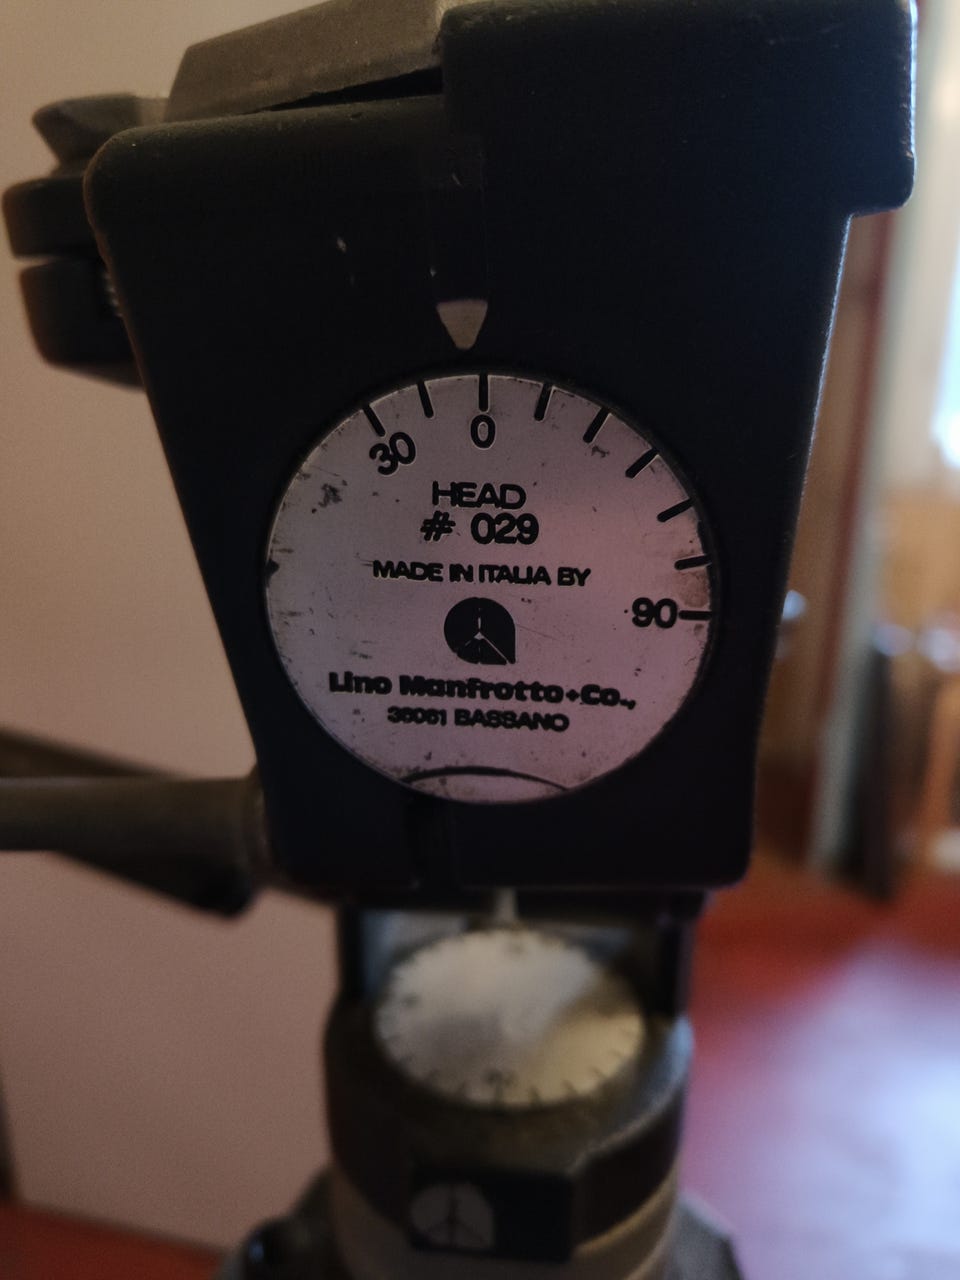 30 0
HEAD
# 029
MADE IN ITALIA BY
90
Lino Manfrotto+Co.,
36061 BASSANO